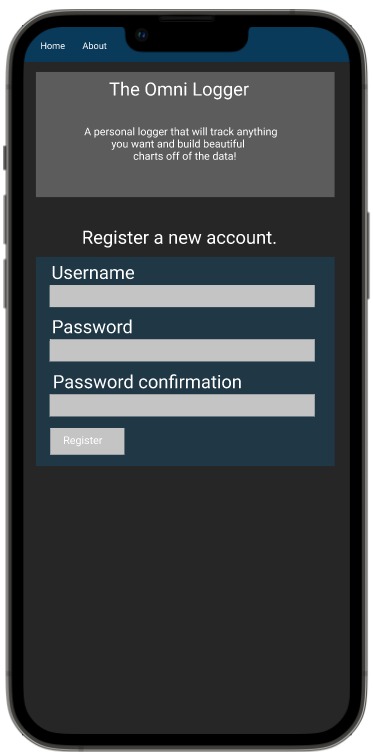 Home About
The Omni Logger
A personal logger that will track anything
you want and build beautiful
charts off of the data!
Register a new account.
Username
Password
Password confirmation
Register